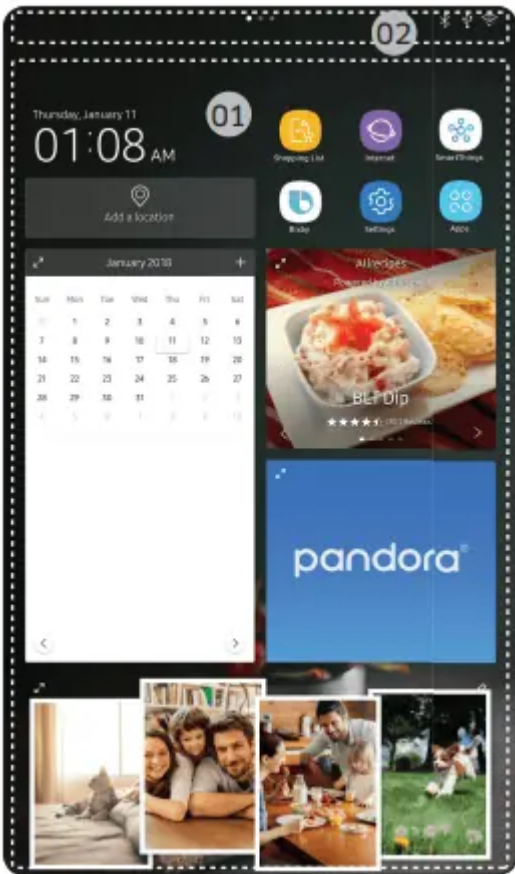 02
Thursday, January 11
01:08 AM
01
Shopping List
Internet
SmartThings
Add a location
Bixby
Settings
Apps
January 2018 +
Sun Mon Tue Wed Thu Fri Sat
1 2 3 4 5 6
7 8 9 10 11 12 13
14 15 16 17 18 19 20
21 22 23 24 25 26 27
28 29 30 31
Allrecipes
BLT Dip
pandora®